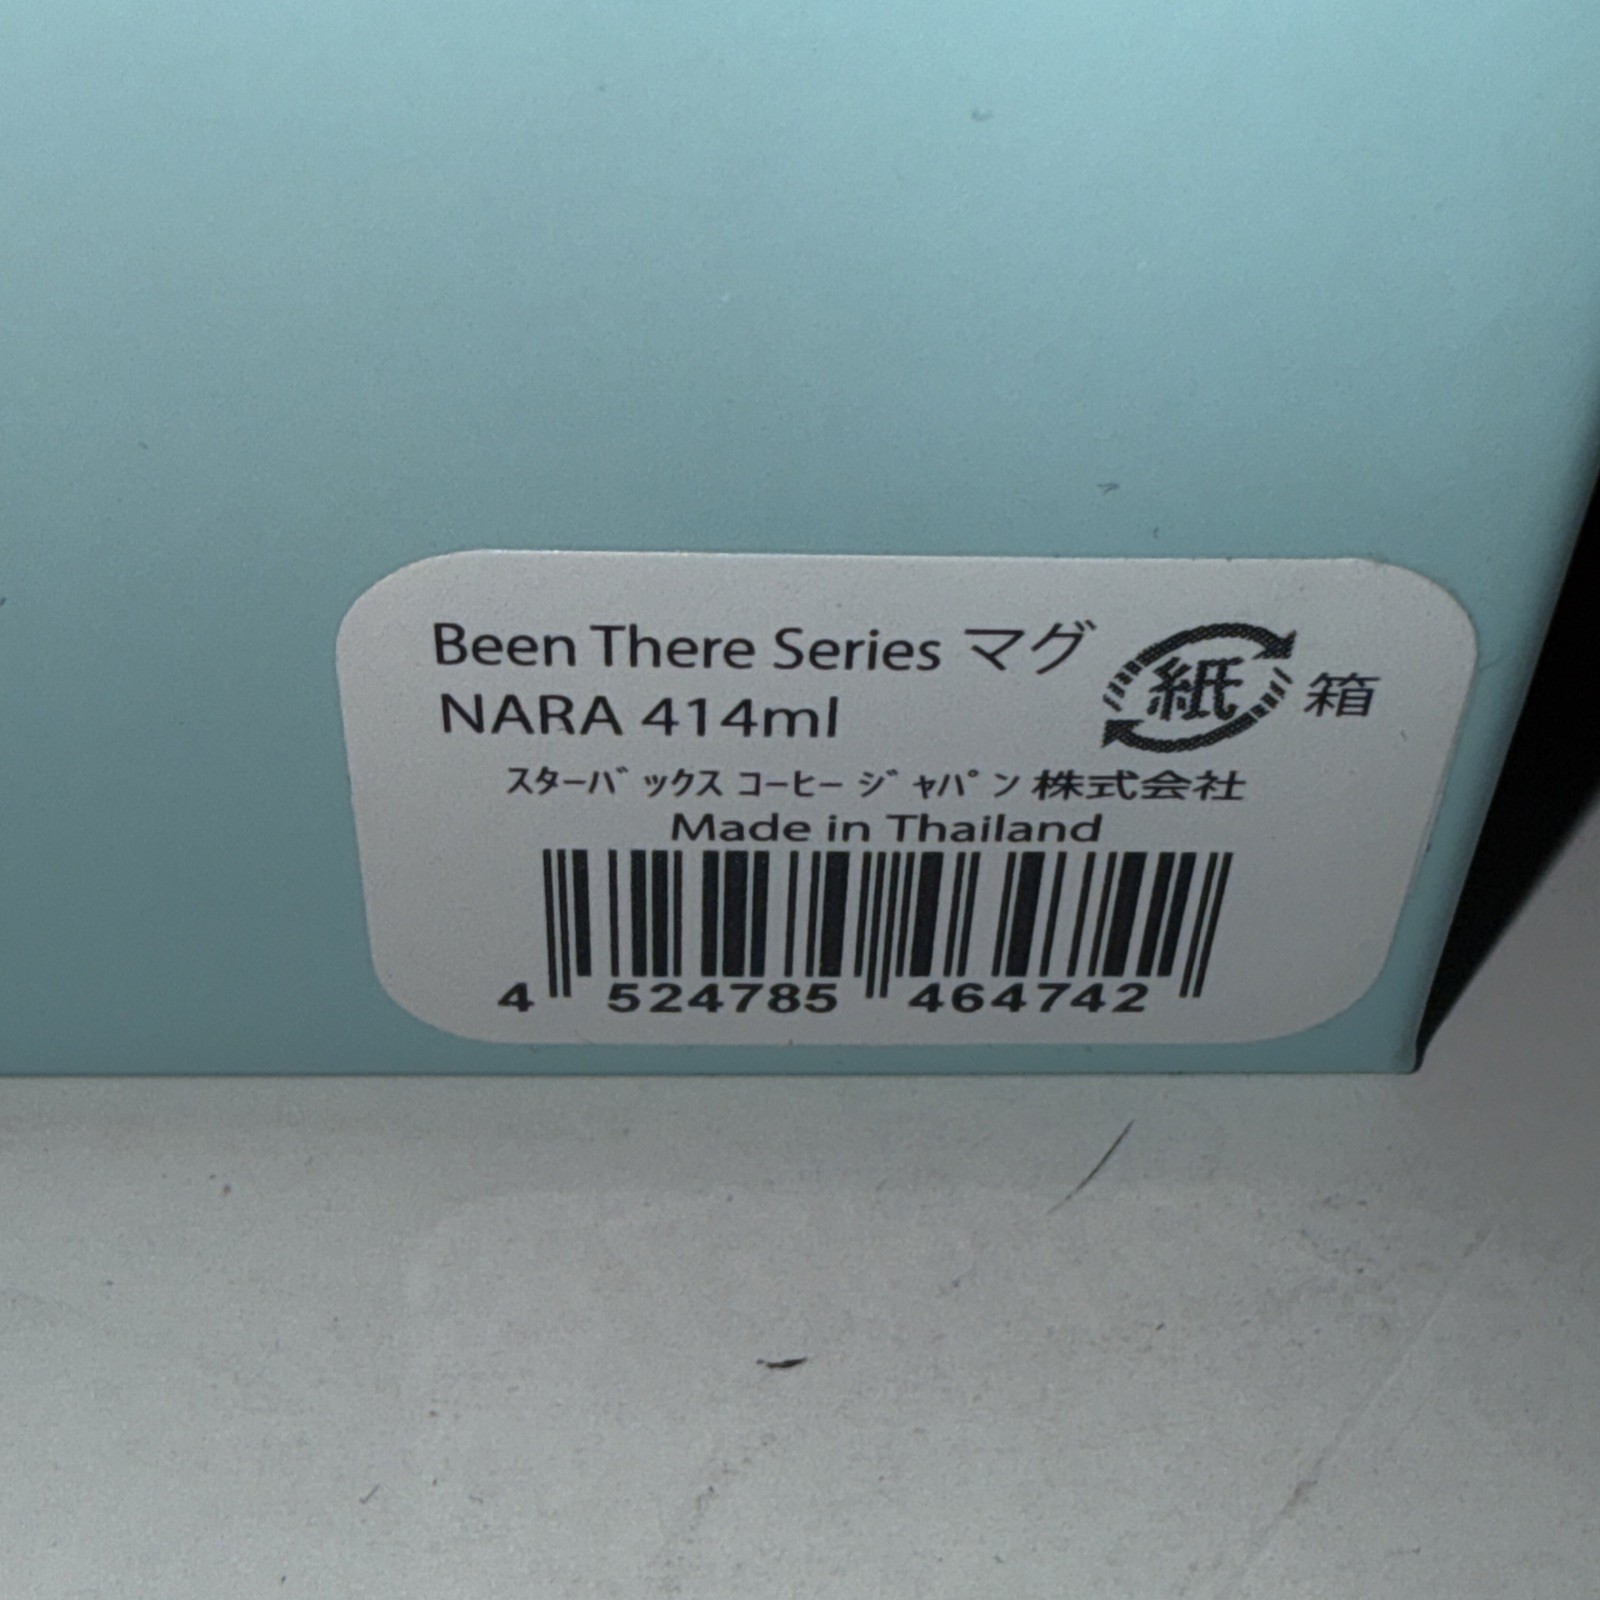 Been There Series マグ
NARA 414ml
紙 箱
スターバックス コーヒー ジャパン 株式会社
Made in Thailand
4 524785 464742